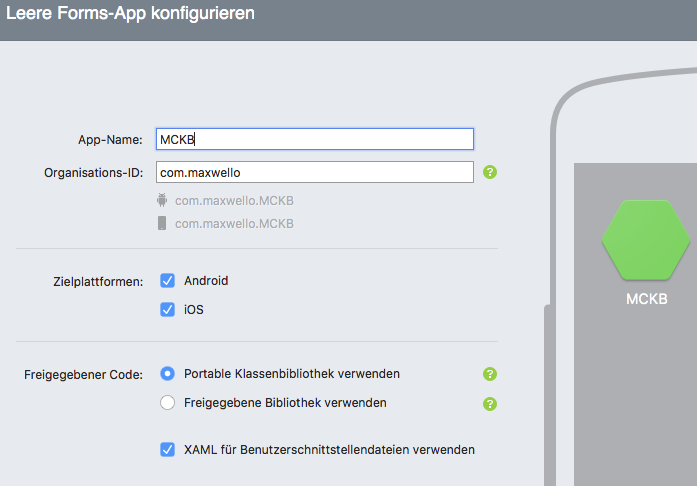 Leere Forms-App konfigurieren
App-Name: MCKB
Organisations-ID: com.maxwello ?
com.maxwello.MCKB
com.maxwello.MCKB
Zielplattformen: Android
iOS
Freigegebener Code: Portable Klassenbibliothek verwenden ?
Freigegebene Bibliothek verwenden ?
XAML für Benutzerschnittstellendateien verwenden
MCKB